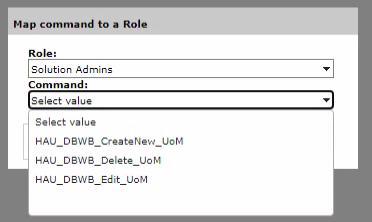 Map command to a Role
Role:
Solution Admins
Command:
Select value
Select value
HAU_DBWB_CreateNew_UoM
HAU_DBWB_Delete_UoM
HAU_DBWB_Edit_UoM